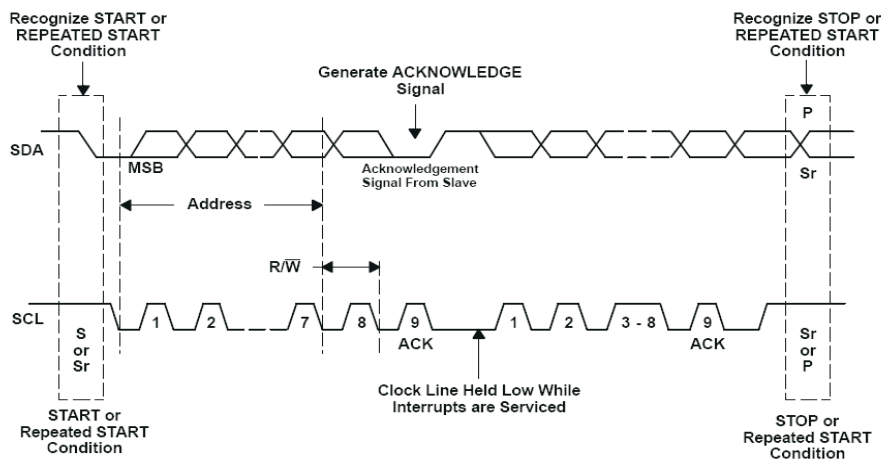 Recognize START or
REPEATED START
Condition
Recognize STOP or
REPEATED START
Condition
Generate ACKNOWLEDGE
Signal
P
SDA
MSB
Acknowledgement
Signal From Slave
Sr
Address
R/W̅
SCL
S
or
Sr
1
2
7
8
9
ACK
1
2
3 - 8
9
ACK
Sr
or
P
Clock Line Held Low While
Interrupts are Serviced
START or
Repeated START
Condition
STOP or
Repeated START
Condition